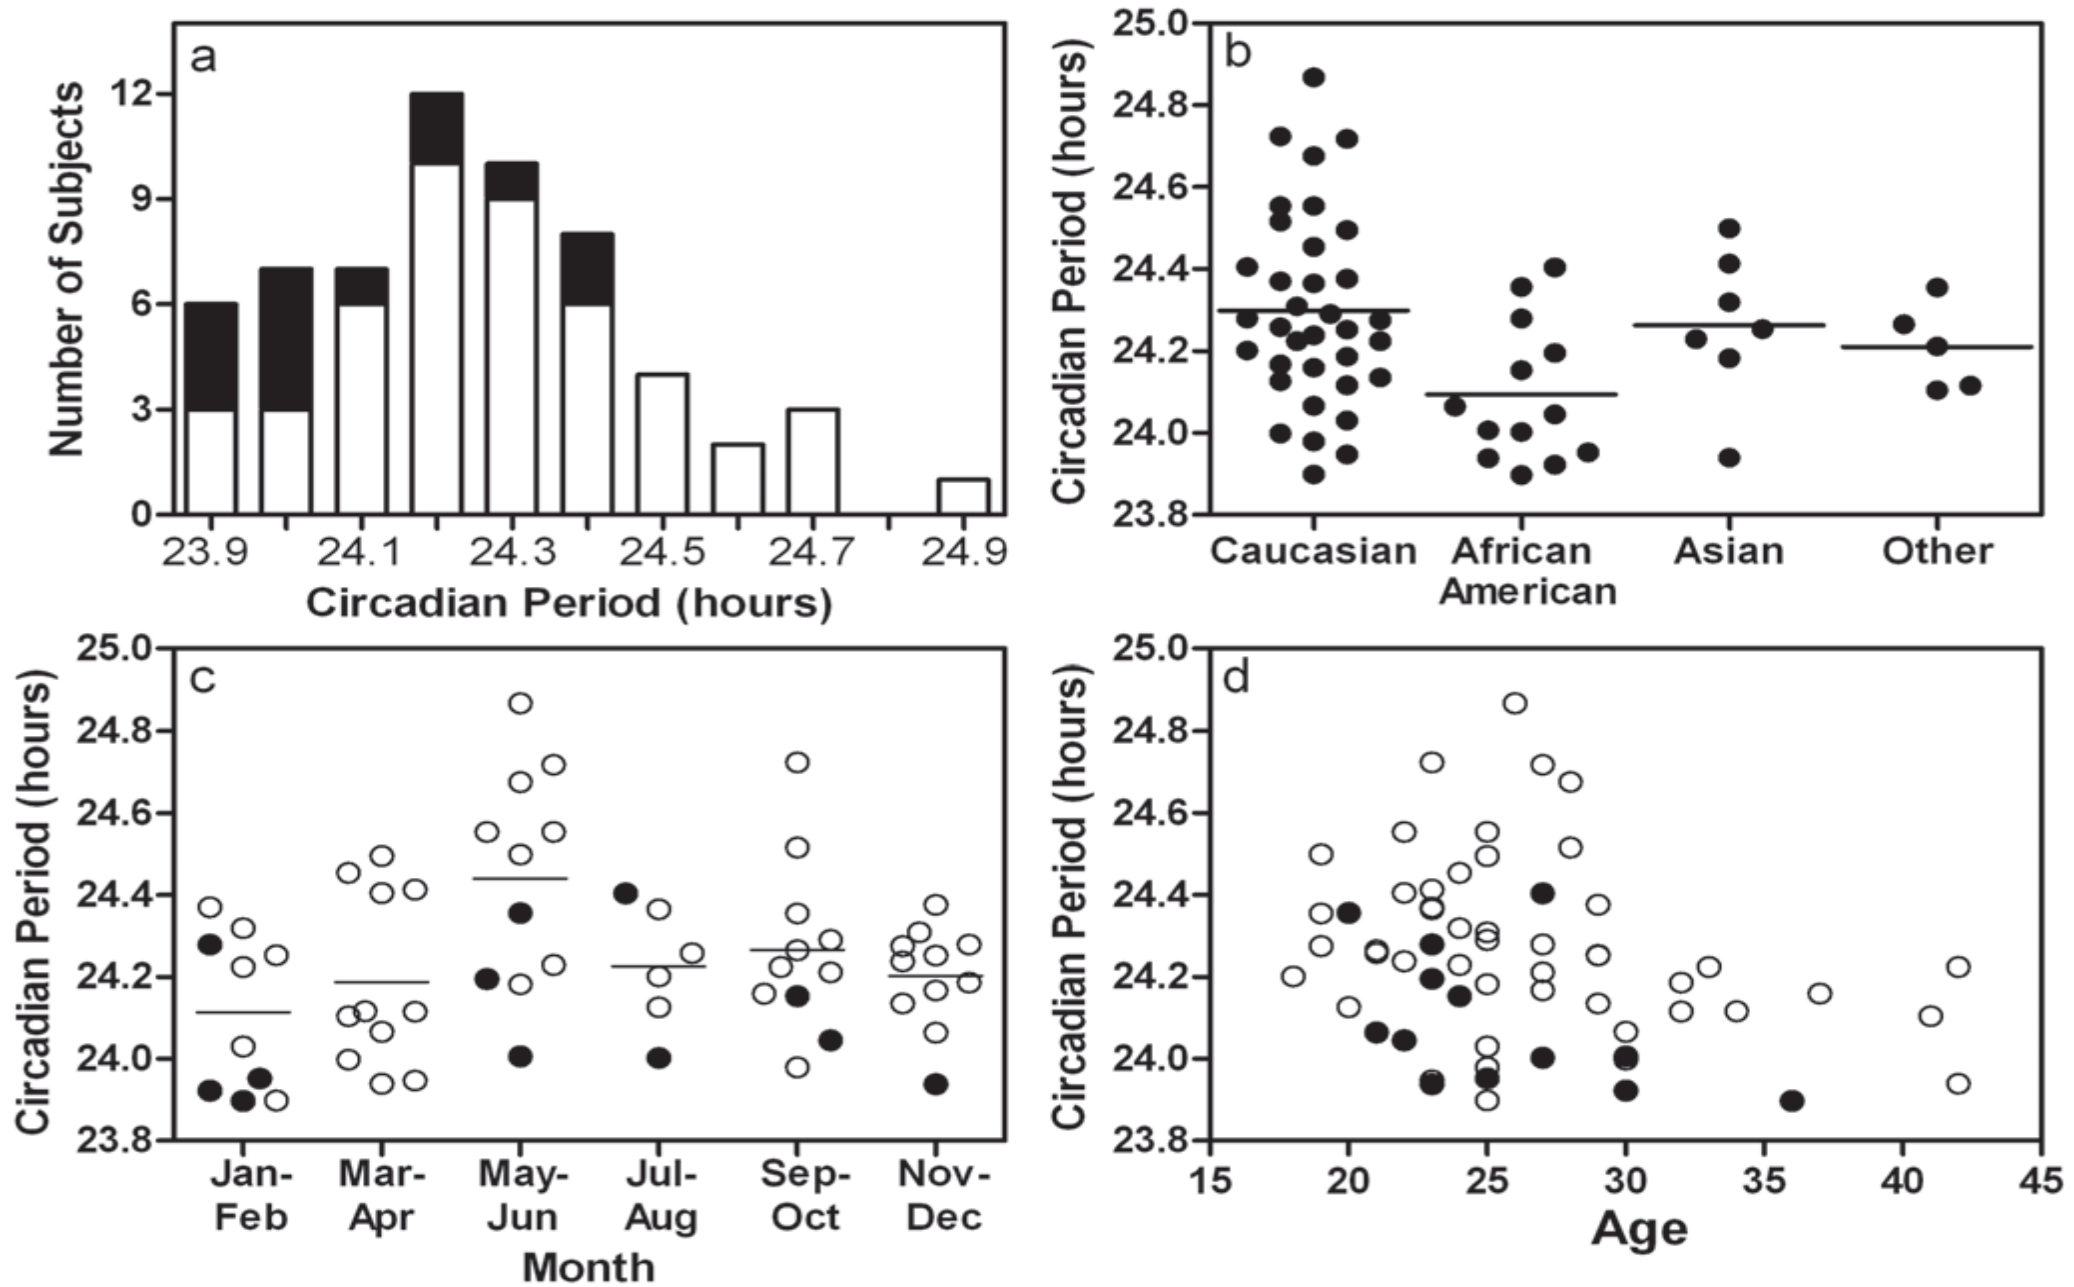 a
Number of Subjects
12
9
6
3
0
23.9 24.1 24.3 24.5 24.7 24.9
Circadian Period (hours)
b
Circadian Period (hours)
25.0
24.8
24.6
24.4
24.2
24.0
23.8
Caucasian African Asian Other
American
c
Circadian Period (hours)
25.0
24.8
24.6
24.4
24.2
24.0
23.8
Jan- Mar- May- Jul- Sep- Nov-
Feb Apr Jun Aug Oct Dec
Month
d
Circadian Period (hours)
25.0
24.8
24.6
24.4
24.2
24.0
23.8
15 20 25 30 35 40 45
Age